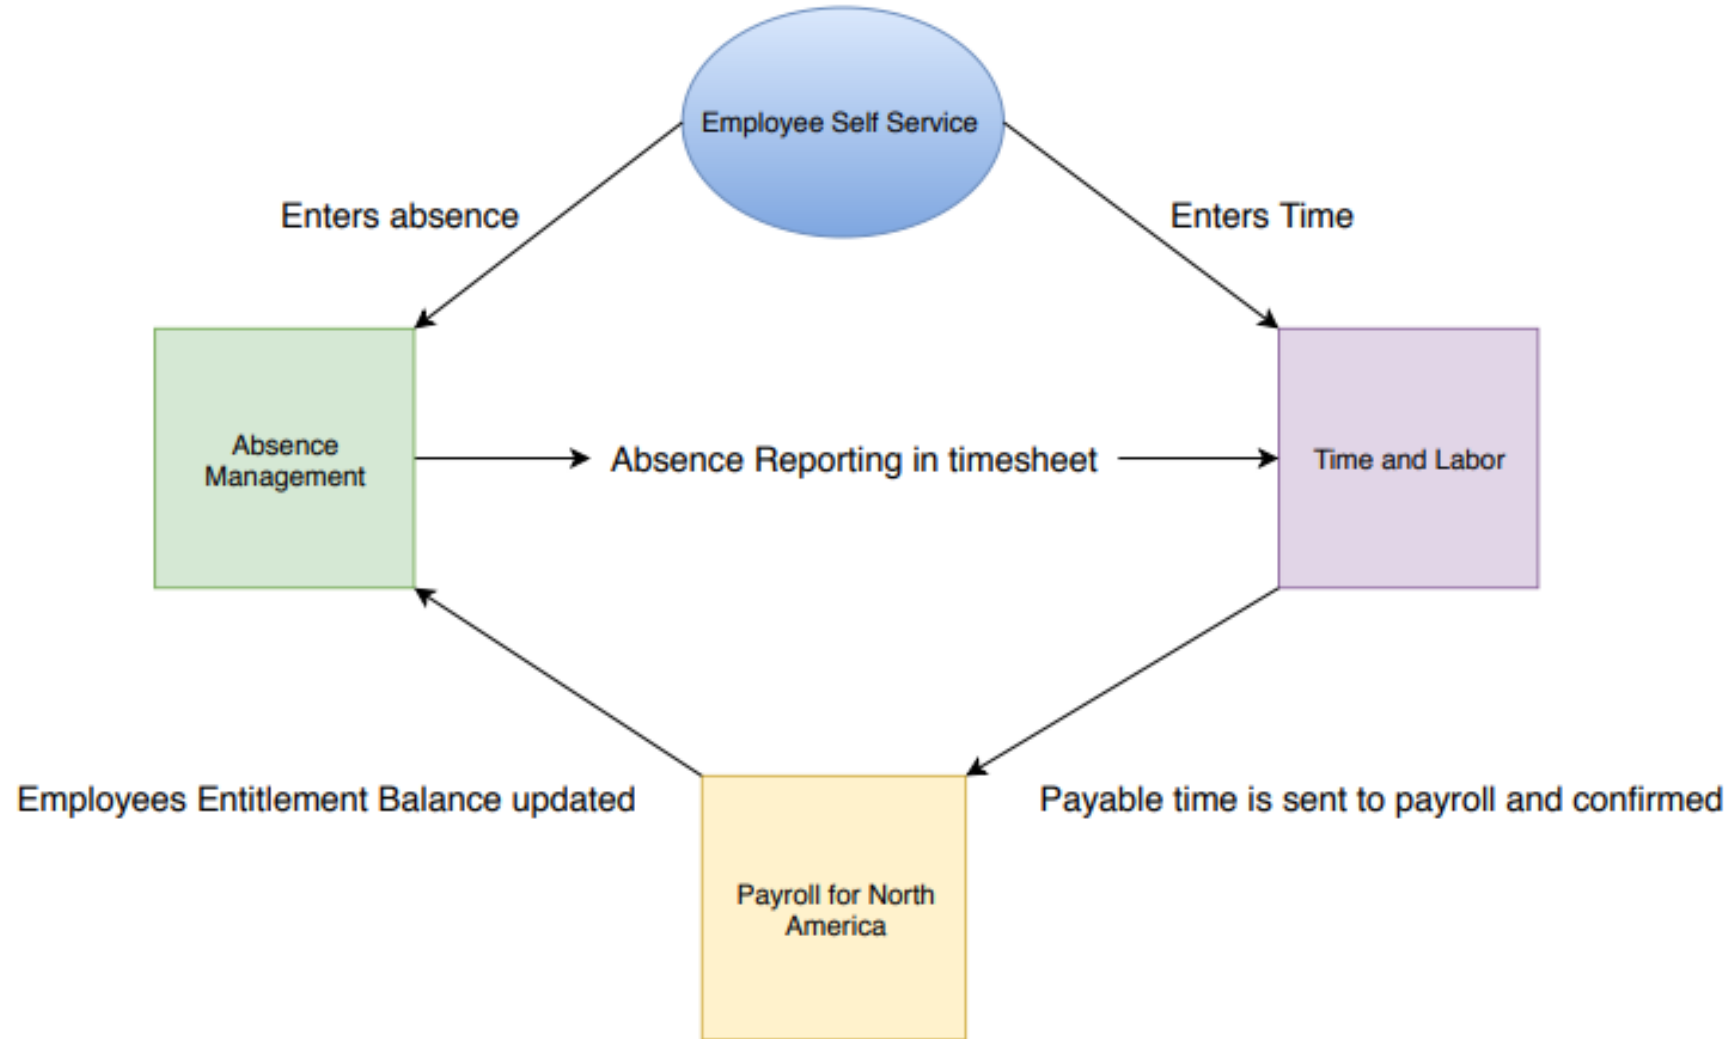 Employee Self Service
Enters absence
Enters Time
Absence
Management
Absence Reporting in timesheet
Time and Labor
Employees Entitlement Balance updated
Payable time is sent to payroll and confirmed
Payroll for North
America